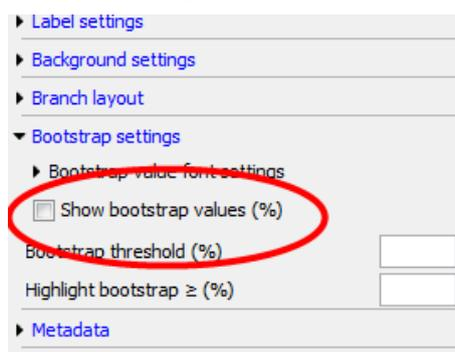 Label settings
Background settings
Branch layout
Bootstrap settings
Bootstrap value font settings
Show bootstrap values (%)
Bootstrap threshold (%)
Highlight bootstrap ≥ (%)
Metadata